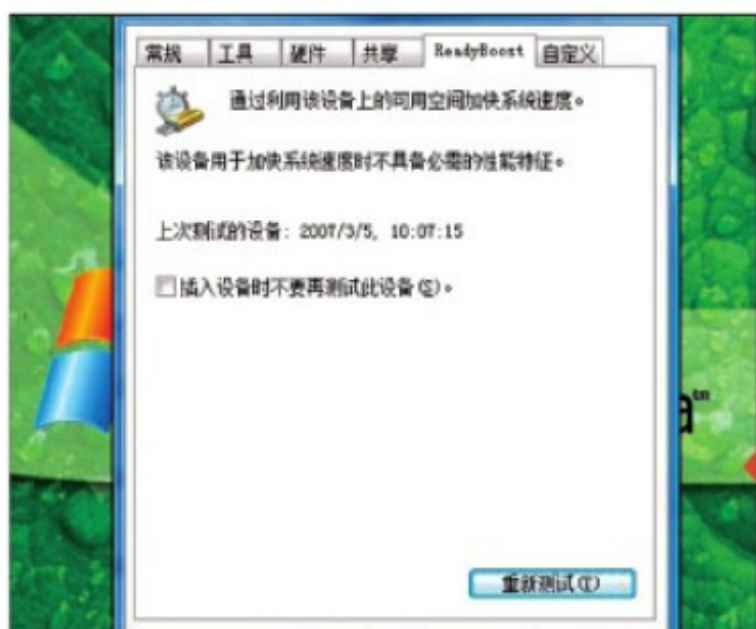 常规 工具 硬件 共享 ReadyBoost 自定义
通过利用该设备上的可用空间加快系统速度。
该设备用于加快系统速度时不具备必需的性能特征。
上次测试的设备: 2007/3/5, 10:07:15
插入设备时不要再测试此设备(S)。
a™
重新测试(T)